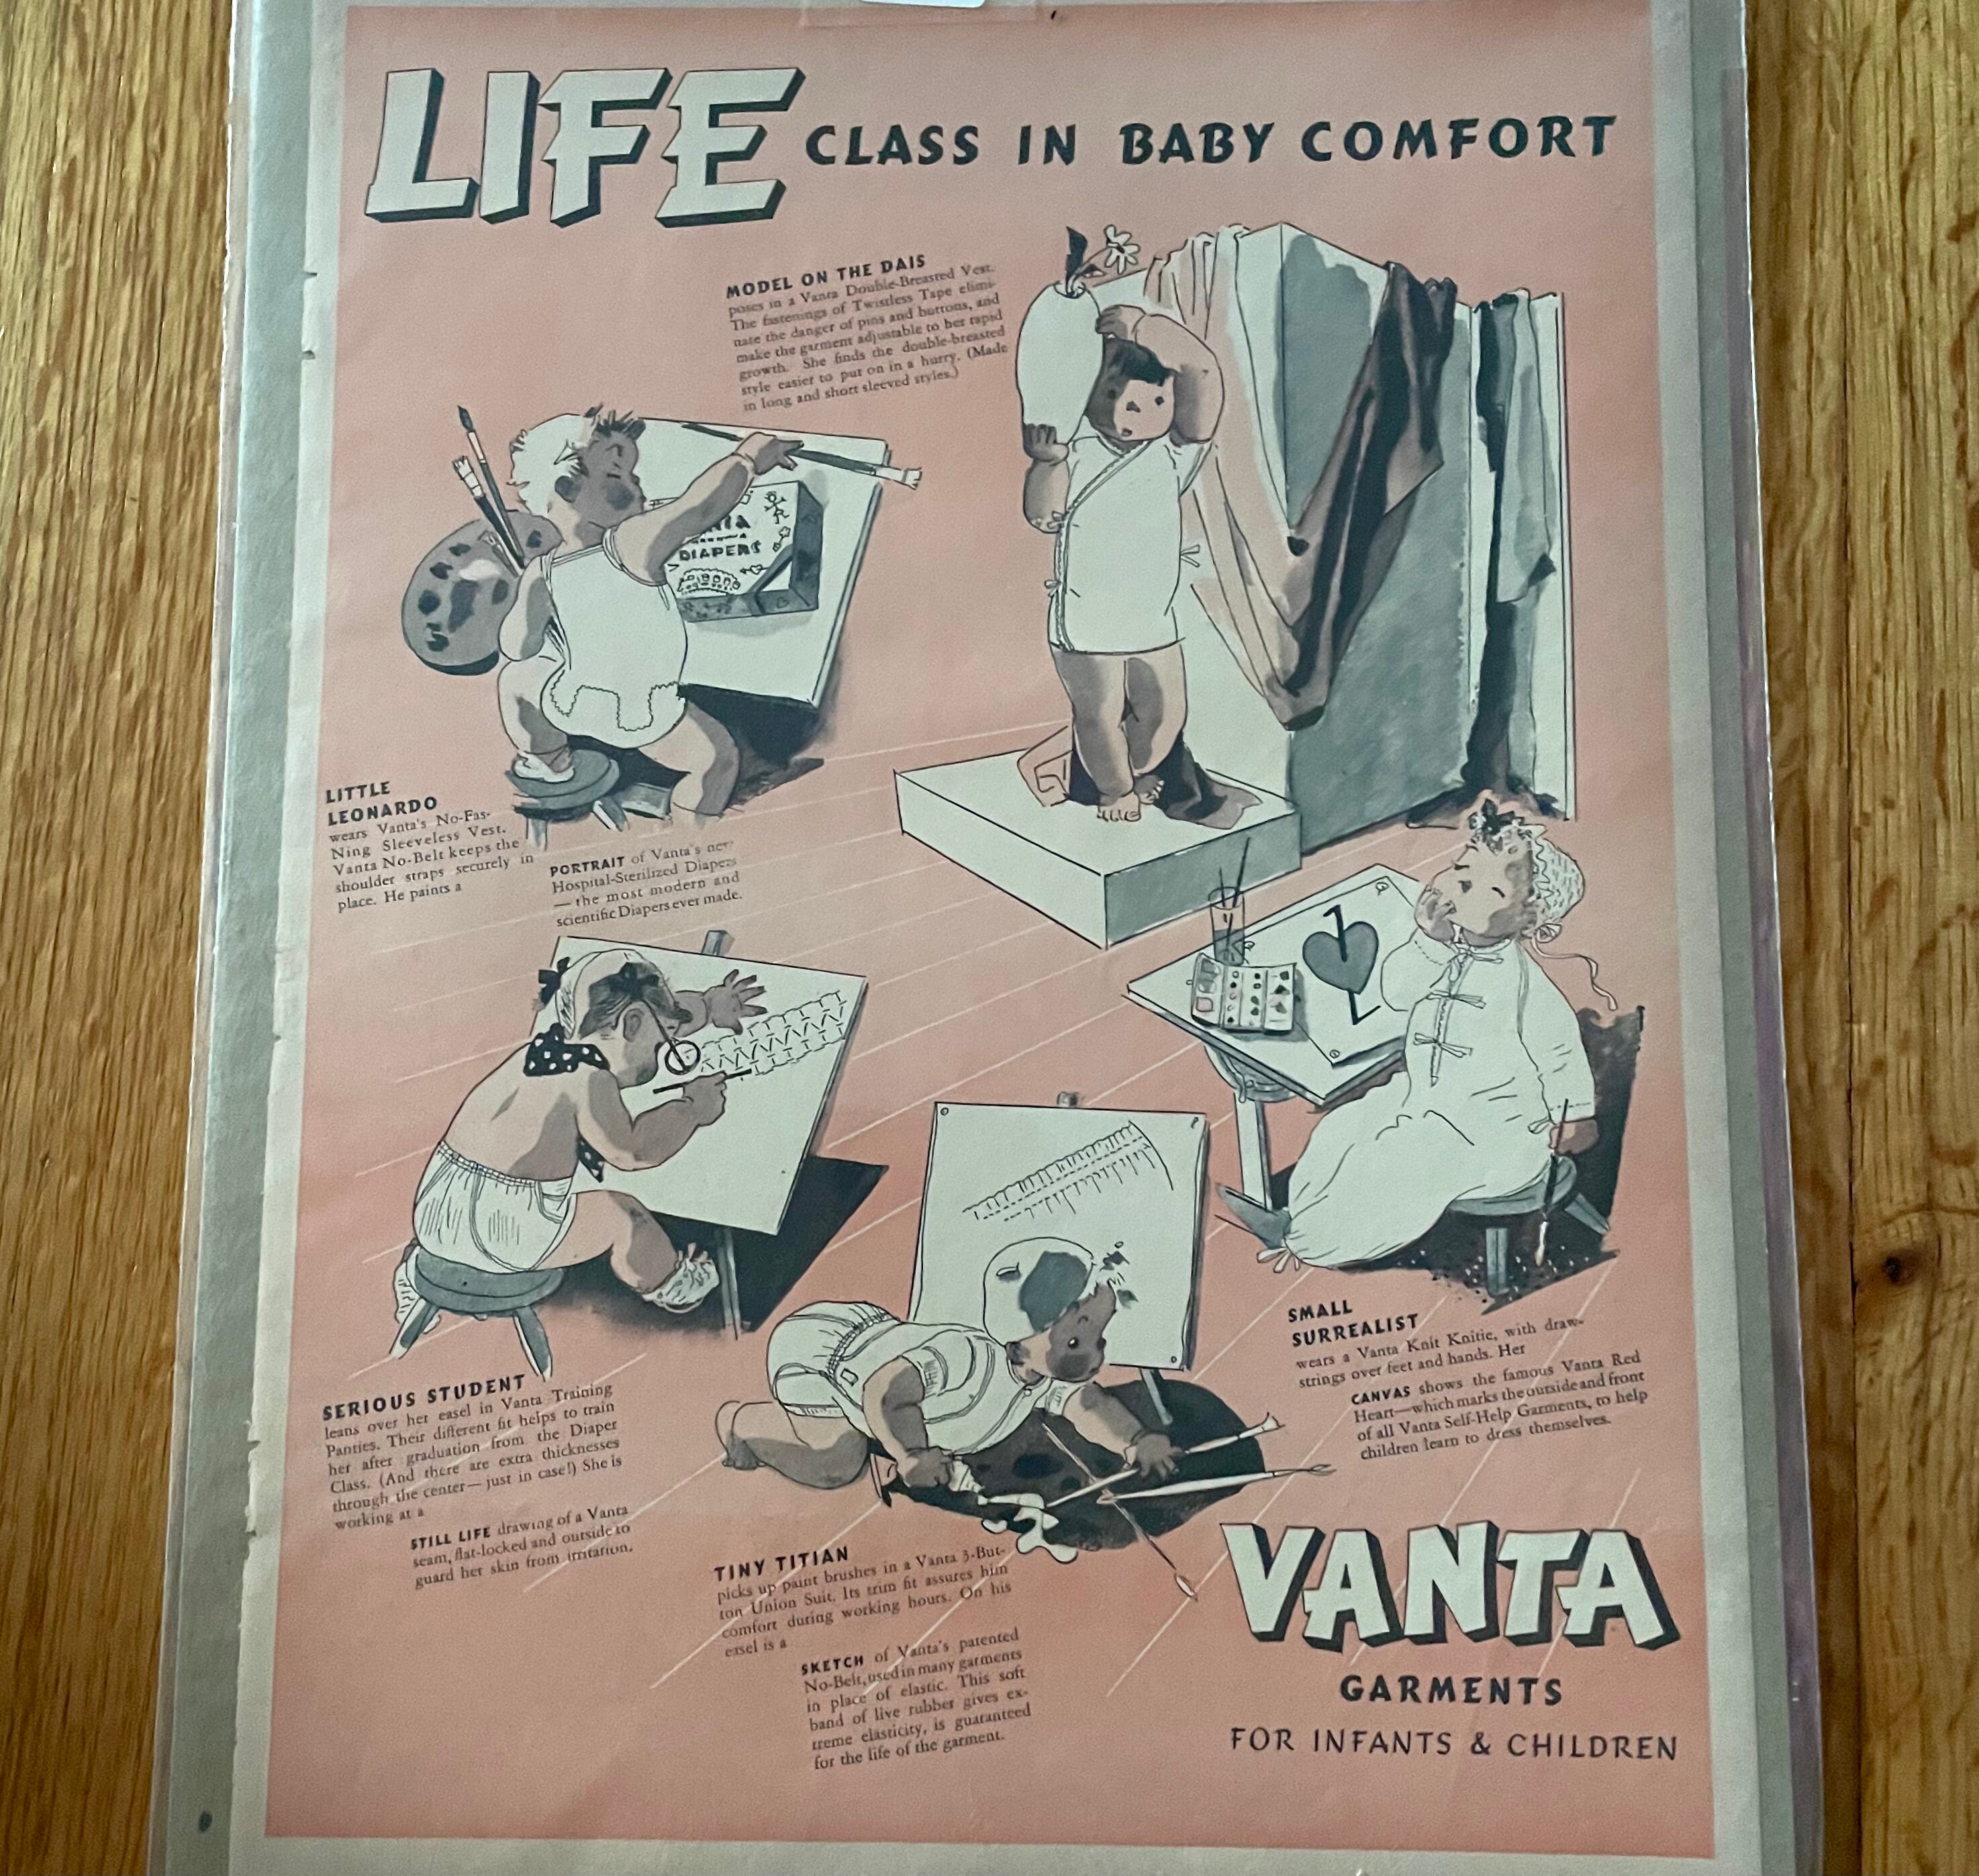 LIFE CLASS IN BABY COMFORT
MODEL ON THE DAIS
poses in a Vanta Double-Breasted Vest.
The fastenings of Twistless Tape elimi-
nate the danger of pins and buttons, and
make the garment adjustable to her rapid
growth. She finds the double-breasted
style easier to put on in a hurry. (Made
in long and short sleeved styles.)
DIAPERS
LITTLE
LEONARDO
wears Vanta's No-Fas-
Ning Sleeveless Vest.
Vanta No-Belt keeps the
shoulder straps securely in
place. He paints a
PORTRAIT of Vanta's new
Hospital-Sterilized Diapers
— the most modern and
scientific Diapers ever made.
SERIOUS STUDENT
leans over her easel in Vanta Training
Panties. Their different fit helps to train
her after graduation from the Diaper
Class. (And there are extra thicknesses
through the center—just in case!) She is
working at a
STILL LIFE drawing of a Vanta
seam, flat-locked and outside to
guard her skin from irritation.
TINY TITIAN
picks up paint brushes in a Vanta 3-But-
ton Union Suit. Its trim fit assures him
comfort during working hours. On his
easel is a
SKETCH of Vanta's patented
No-Belt, used in many garments
in place of elastic. This soft
band of live rubber gives ex-
treme elasticity, is guaranteed
for the life of the garment.
SMALL
SURREALIST
wears a Vanta Knit Knitie, with draw-
strings over feet and hands. Her
CANVAS shows the famous Vanta Red
Heart—which marks the outside and front
of all Vanta Self-Help Garments, to help
children learn to dress themselves.
VANTA
GARMENTS
FOR INFANTS & CHILDREN